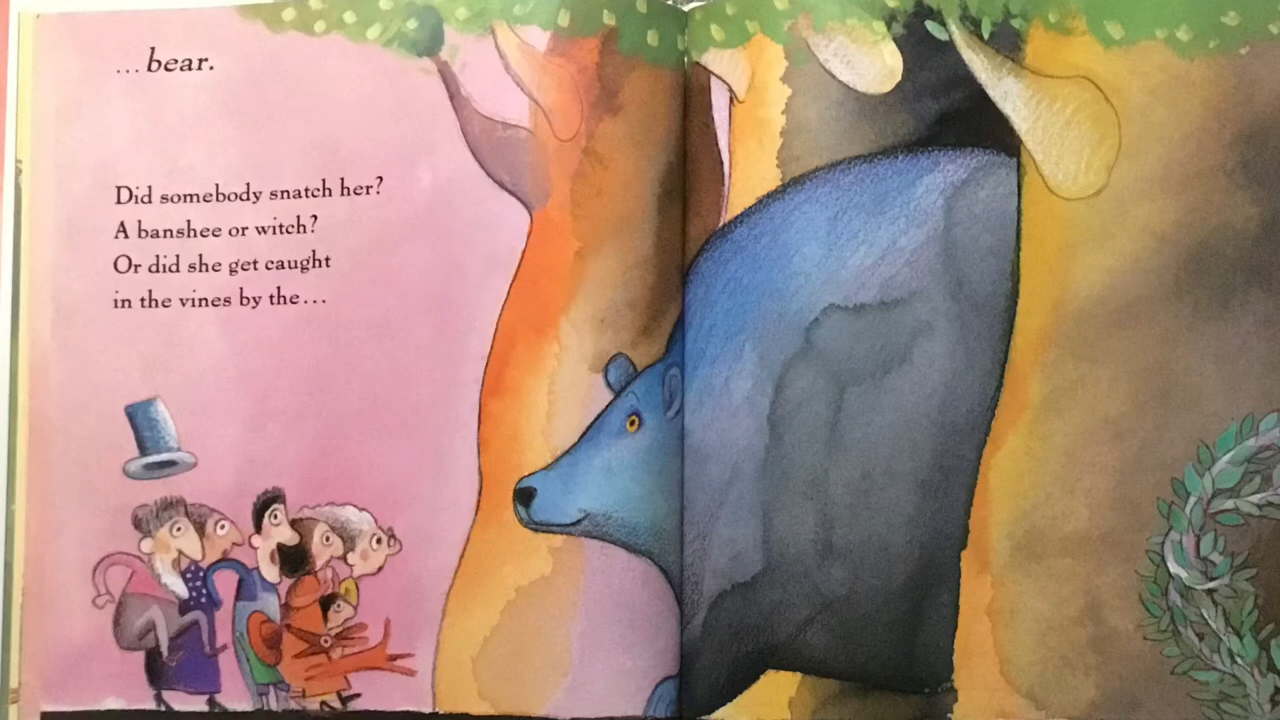 ...bear.
Did somebody snatch her?
A banshee or witch?
Or did she get caught
in the vines by the...